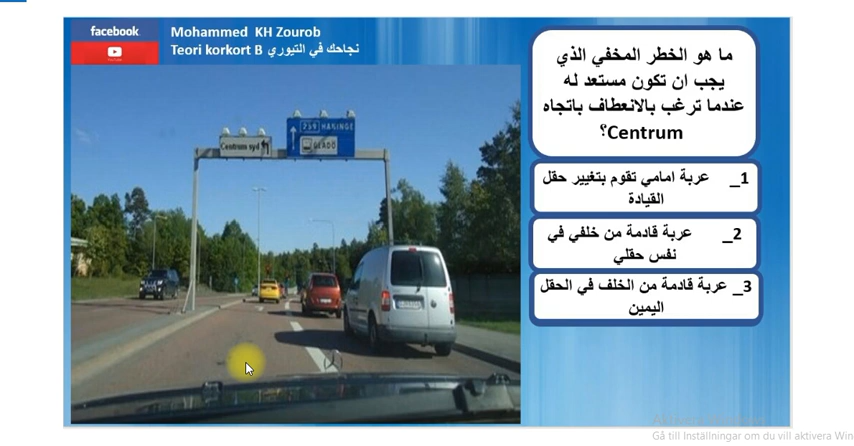 facebook
YouTube
Mohammed KH Zourob
Teori korkort B نجاحك في التيوري
Centrum syd
259 HANINGE
GLADÖ
ما هو الخطر المخفي الذي
يجب ان تكون مستعد له
عندما ترغب بالانعطاف باتجاه
Centrum؟
1_ عربة امامي تقوم بتغيير حقل
القيادة
2_ عربة قادمة من خلفي في
نفس حقلي
3_ عربة قادمة من الخلف في الحقل
اليمين
Gå till Inställningar om du vill aktivera Win